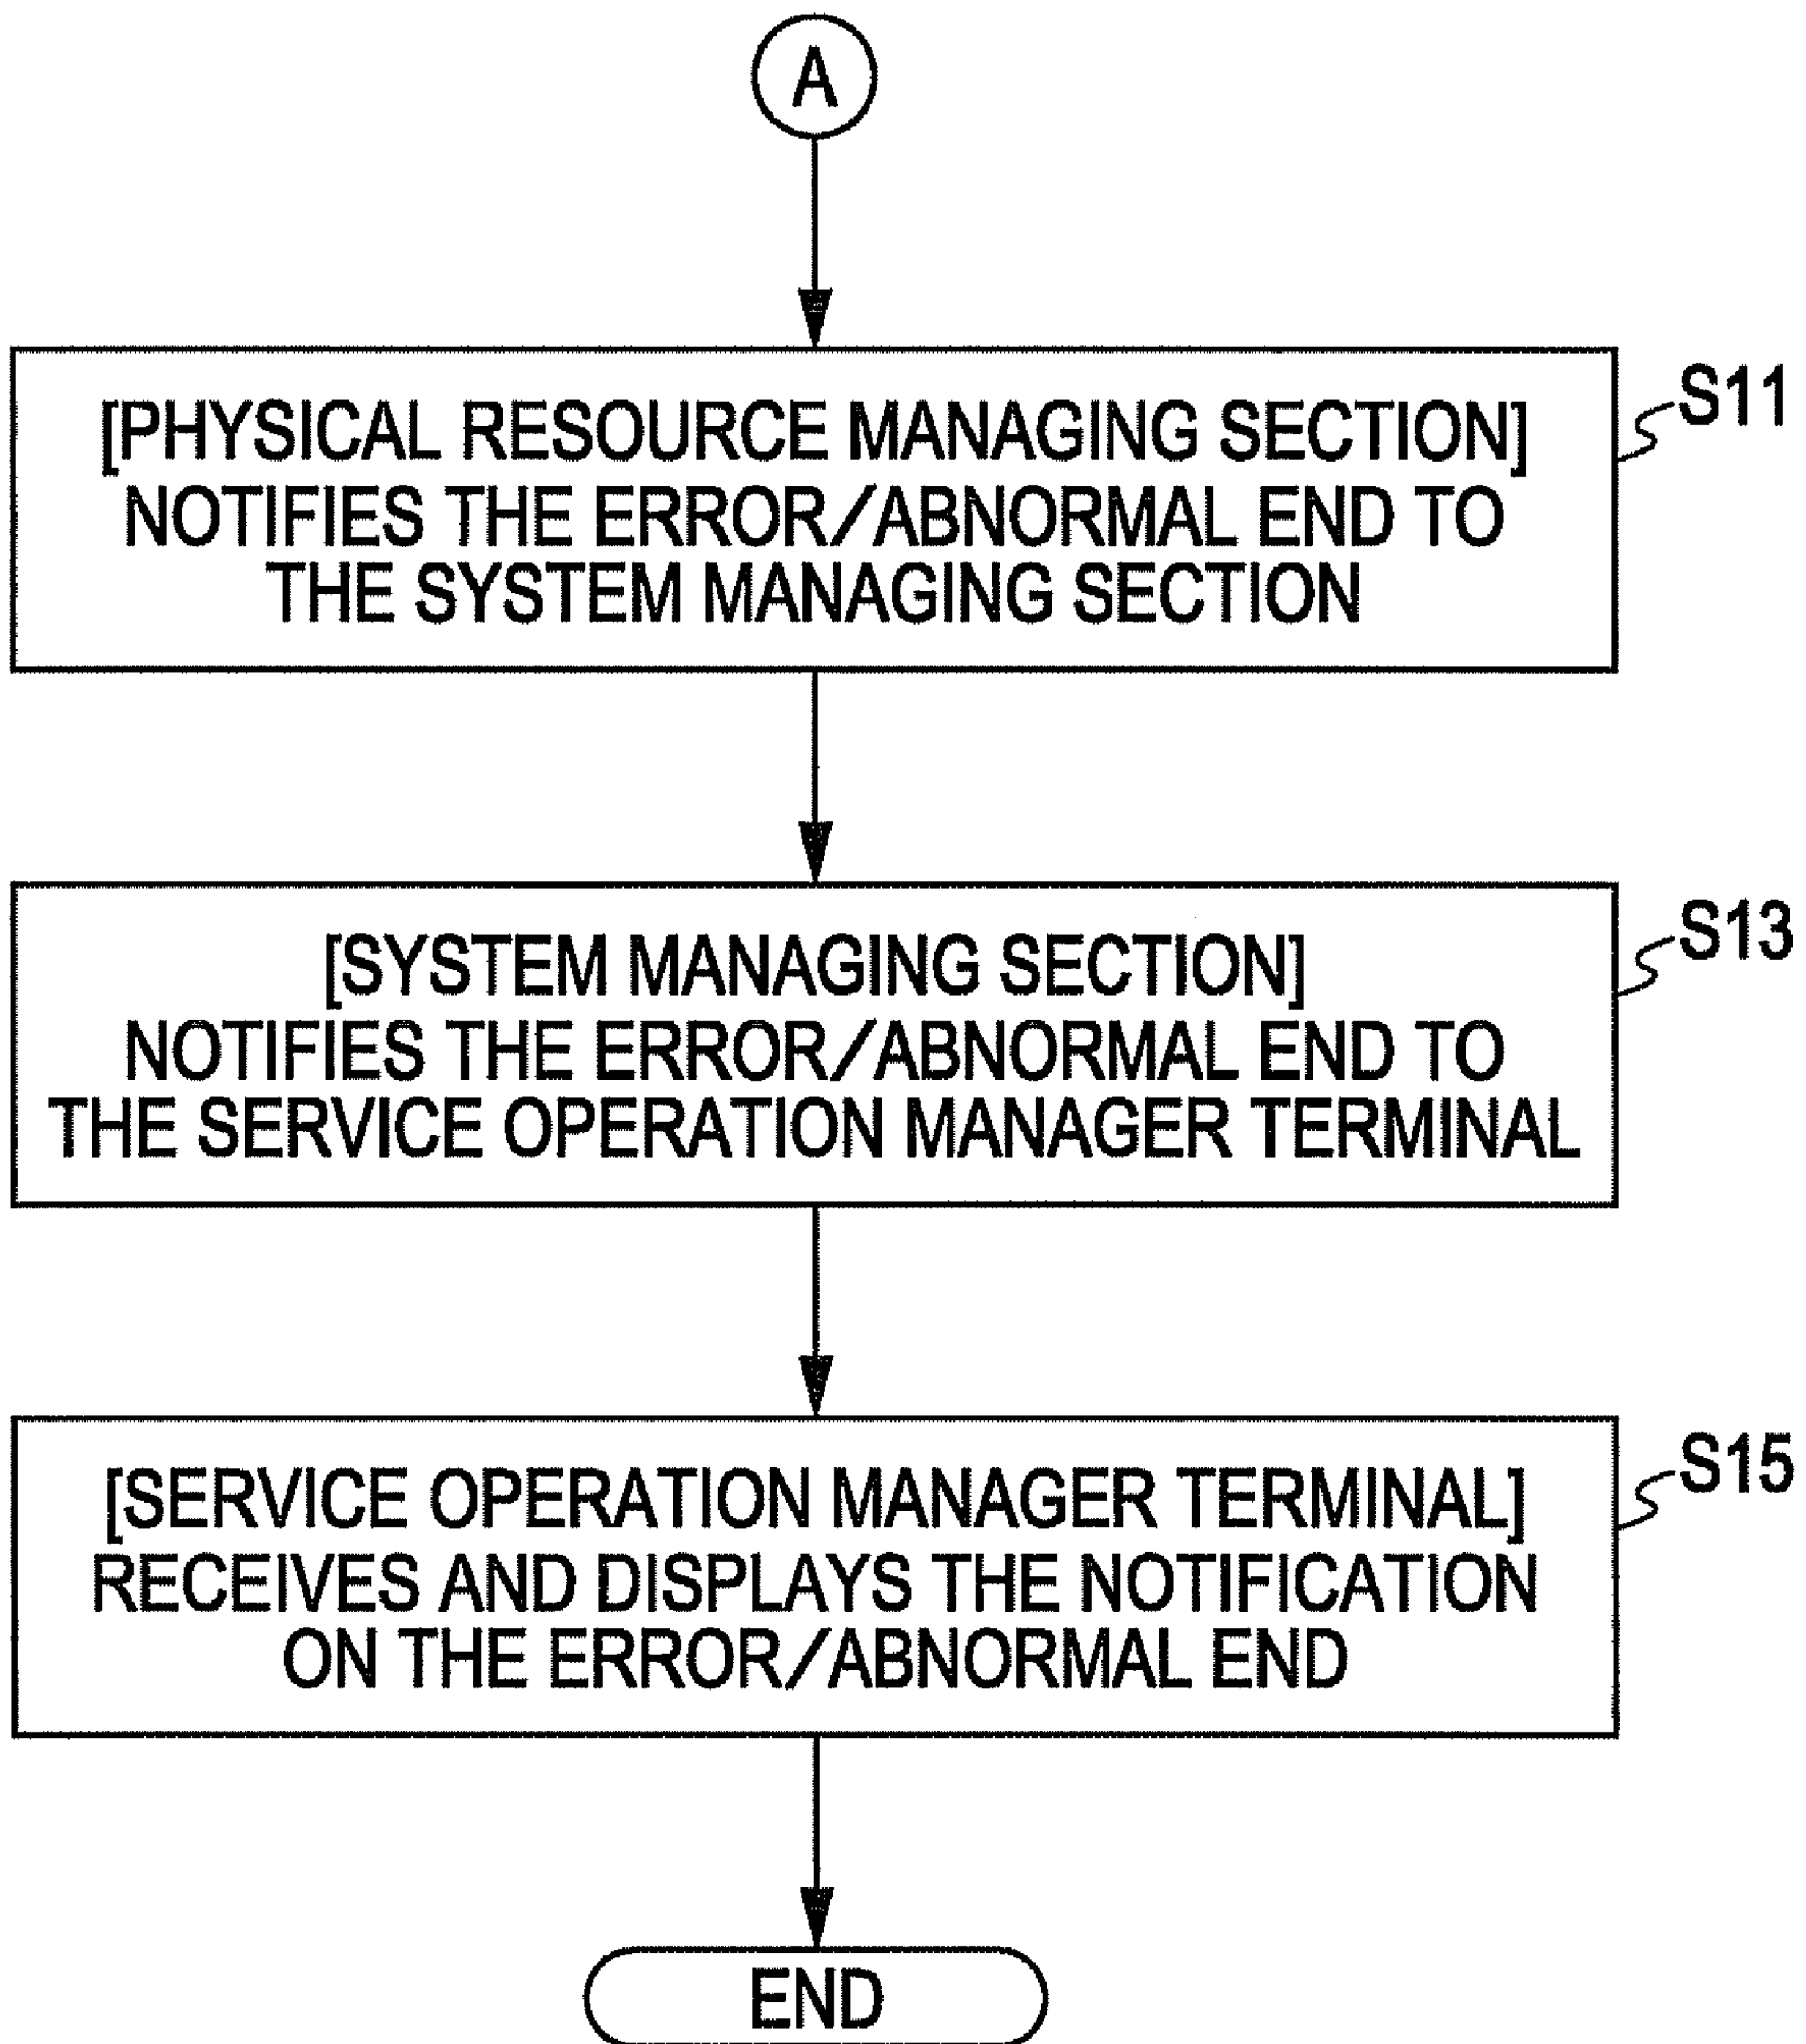 A
[PHYSICAL RESOURCE MANAGING SECTION]
NOTIFIES THE ERROR/ABNORMAL END TO
THE SYSTEM MANAGING SECTION
S11
[SYSTEM MANAGING SECTION]
NOTIFIES THE ERROR/ABNORMAL END TO
THE SERVICE OPERATION MANAGER TERMINAL
S13
[SERVICE OPERATION MANAGER TERMINAL]
RECEIVES AND DISPLAYS THE NOTIFICATION
ON THE ERROR/ABNORMAL END
S15
END